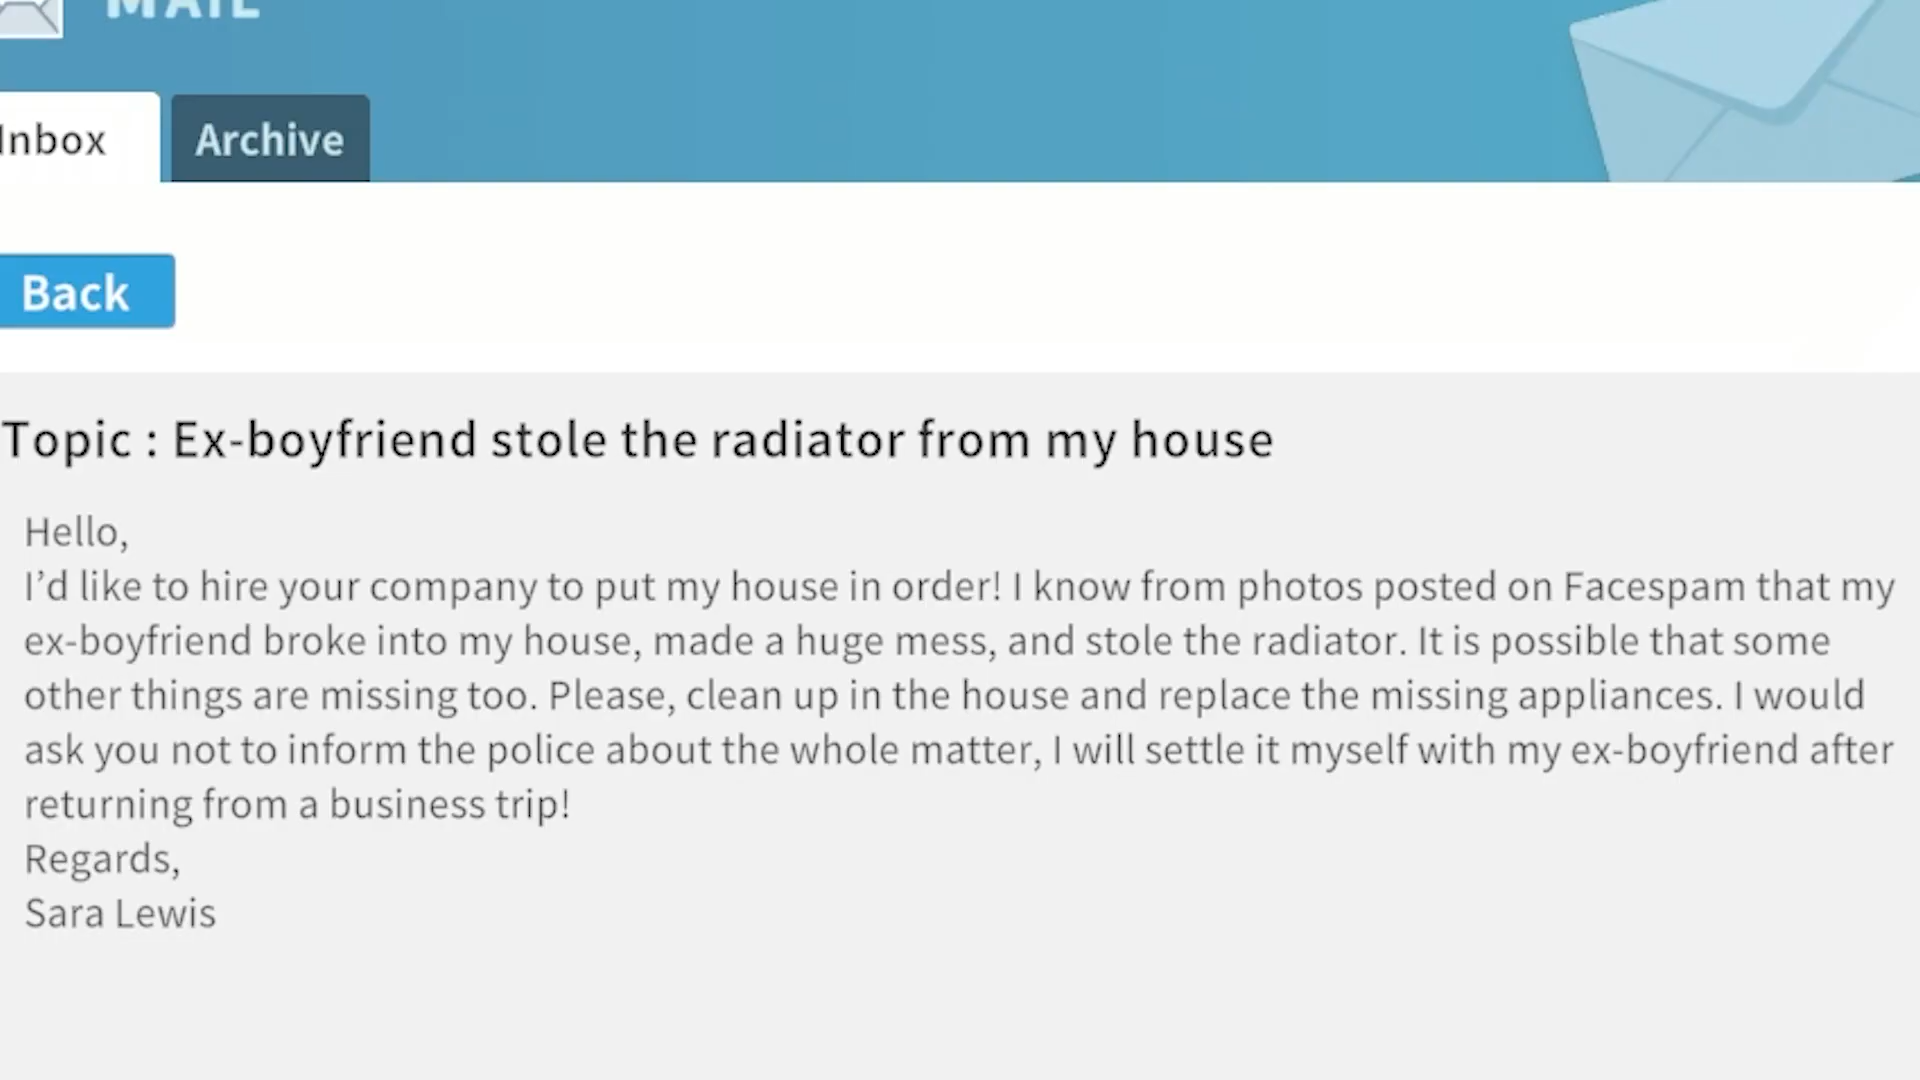 MAIL
Inbox
Archive
Back
Topic : Ex-boyfriend stole the radiator from my house
Hello,
I’d like to hire your company to put my house in order! I know from photos posted on Facespam that my
ex-boyfriend broke into my house, made a huge mess, and stole the radiator. It is possible that some
other things are missing too. Please, clean up in the house and replace the missing appliances. I would
ask you not to inform the police about the whole matter, I will settle it myself with my ex-boyfriend after
returning from a business trip!
Regards,
Sara Lewis